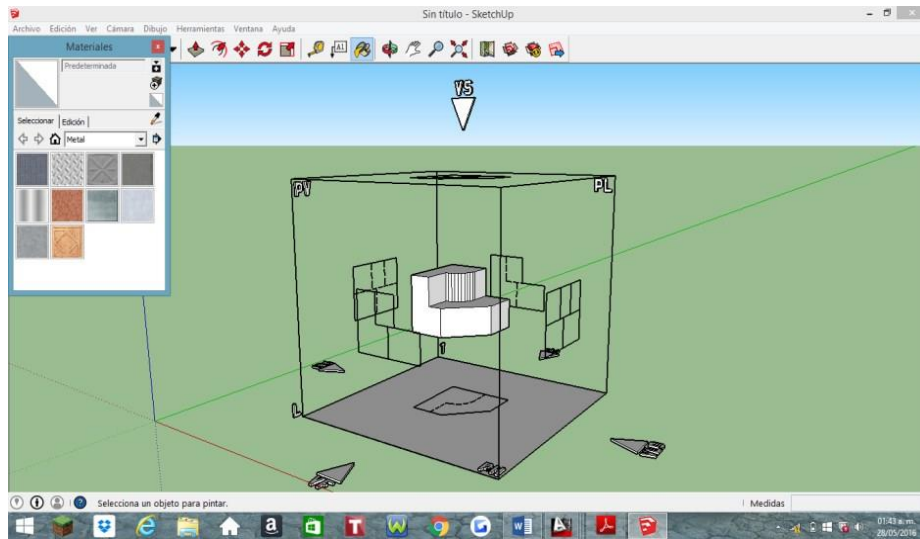 Sin título - SketchUp
Archivo Edición Ver Cámara Dibujo Herramientas Ventana Ayuda
Materiales
Predeterminada
Seleccionar Edición
Metal
VS
PV
PL
1
L
Selecciona un objeto para pintar.
Medidas
01:43 a. m.
28/05/2016